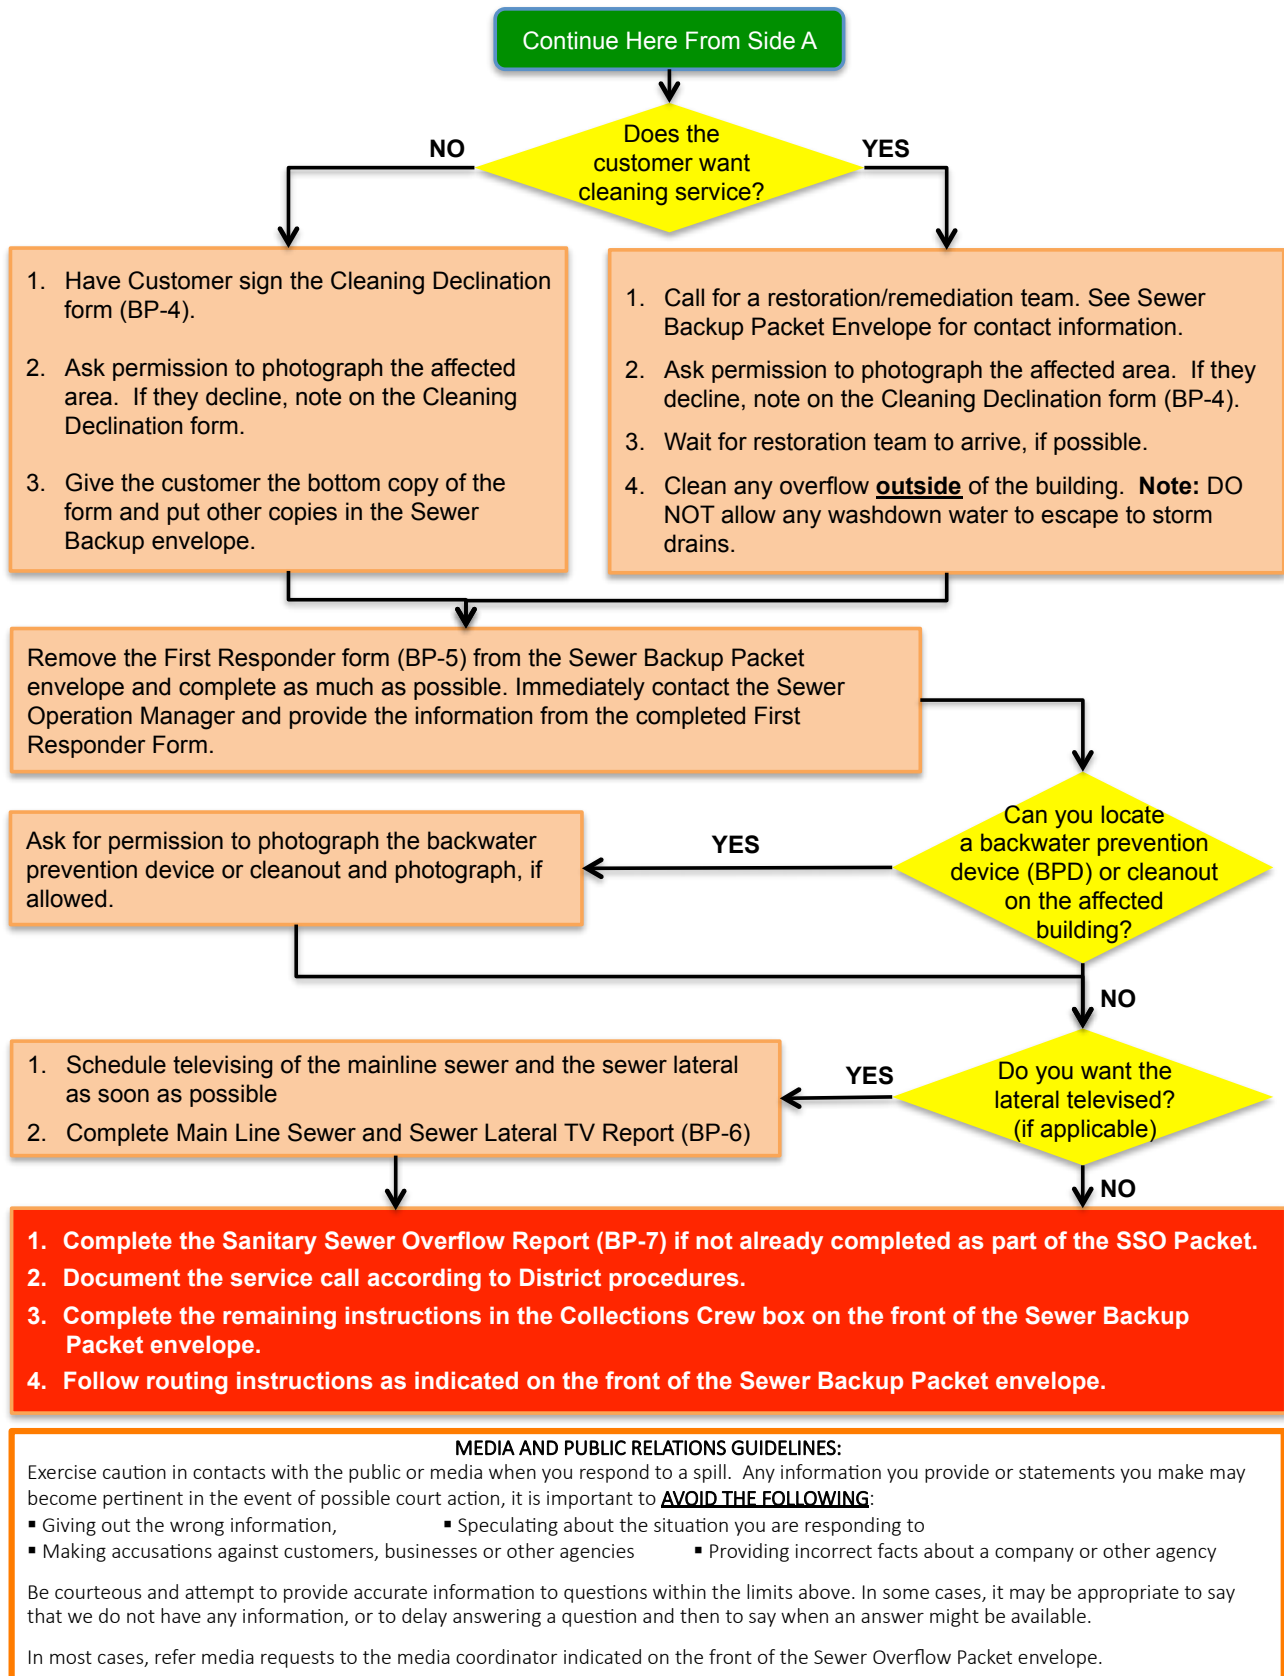 Continue Here From Side A
Does the
customer want
cleaning service?
NO
YES
1. Have Customer sign the Cleaning Declination
form (BP-4).
2. Ask permission to photograph the affected
area. If they decline, note on the Cleaning
Declination form.
3. Give the customer the bottom copy of the
form and put other copies in the Sewer
Backup envelope.
1. Call for a restoration/remediation team. See Sewer
Backup Packet Envelope for contact information.
2. Ask permission to photograph the affected area. If they
decline, note on the Cleaning Declination form (BP-4).
3. Wait for restoration team to arrive, if possible.
4. Clean any overflow outside of the building. Note: DO
NOT allow any washdown water to escape to storm
drains.
Remove the First Responder form (BP-5) from the Sewer Backup Packet
envelope and complete as much as possible. Immediately contact the Sewer
Operation Manager and provide the information from the completed First
Responder Form.
Can you locate
a backwater prevention
device (BPD) or cleanout
on the affected
building?
YES
Ask for permission to photograph the backwater
prevention device or cleanout and photograph, if
allowed.
NO
Do you want the
lateral televised?
(if applicable)
YES
1. Schedule televising of the mainline sewer and the sewer lateral
as soon as possible
2. Complete Main Line Sewer and Sewer Lateral TV Report (BP-6)
NO
1. Complete the Sanitary Sewer Overflow Report (BP-7) if not already completed as part of the SSO Packet.
2. Document the service call according to District procedures.
3. Complete the remaining instructions in the Collections Crew box on the front of the Sewer Backup
Packet envelope.
4. Follow routing instructions as indicated on the front of the Sewer Backup Packet envelope.
MEDIA AND PUBLIC RELATIONS GUIDELINES:
Exercise caution in contacts with the public or media when you respond to a spill. Any information you provide or statements you make may
become pertinent in the event of possible court action, it is important to AVOID THE FOLLOWING:
▪ Giving out the wrong information, ▪ Speculating about the situation you are responding to
▪ Making accusations against customers, businesses or other agencies ▪ Providing incorrect facts about a company or other agency
Be courteous and attempt to provide accurate information to questions within the limits above. In some cases, it may be appropriate to say
that we do not have any information, or to delay answering a question and then to say when an answer might be available.
In most cases, refer media requests to the media coordinator indicated on the front of the Sewer Overflow Packet envelope.